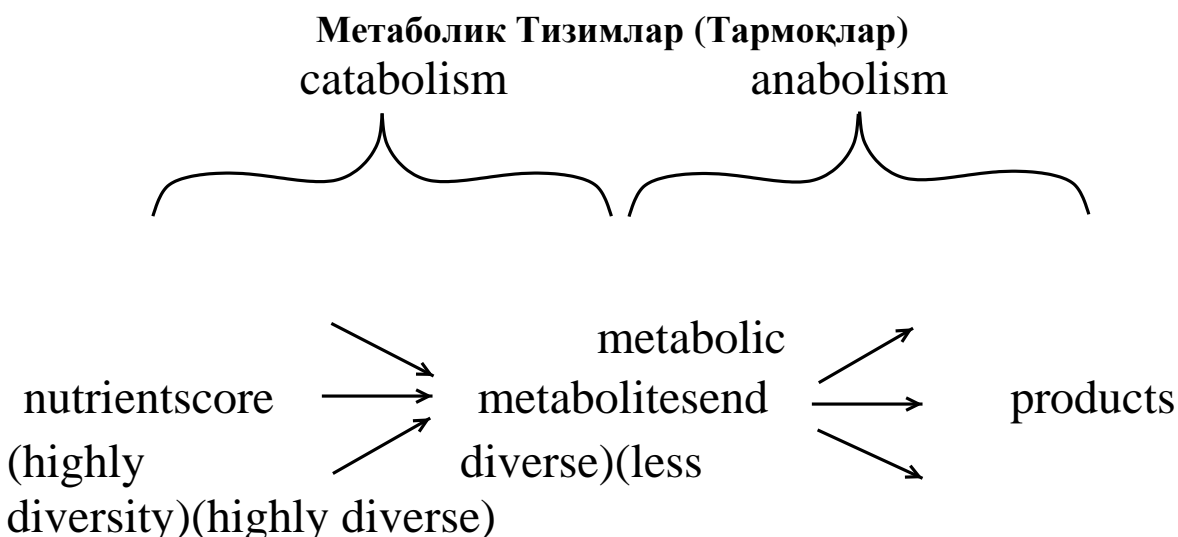 Метаболик Тизимлар (Тармоқлар)
catabolism anabolism
metabolic
nutrientscore metabolitesend products
(highly diverse)(less
diversity)(highly diverse)